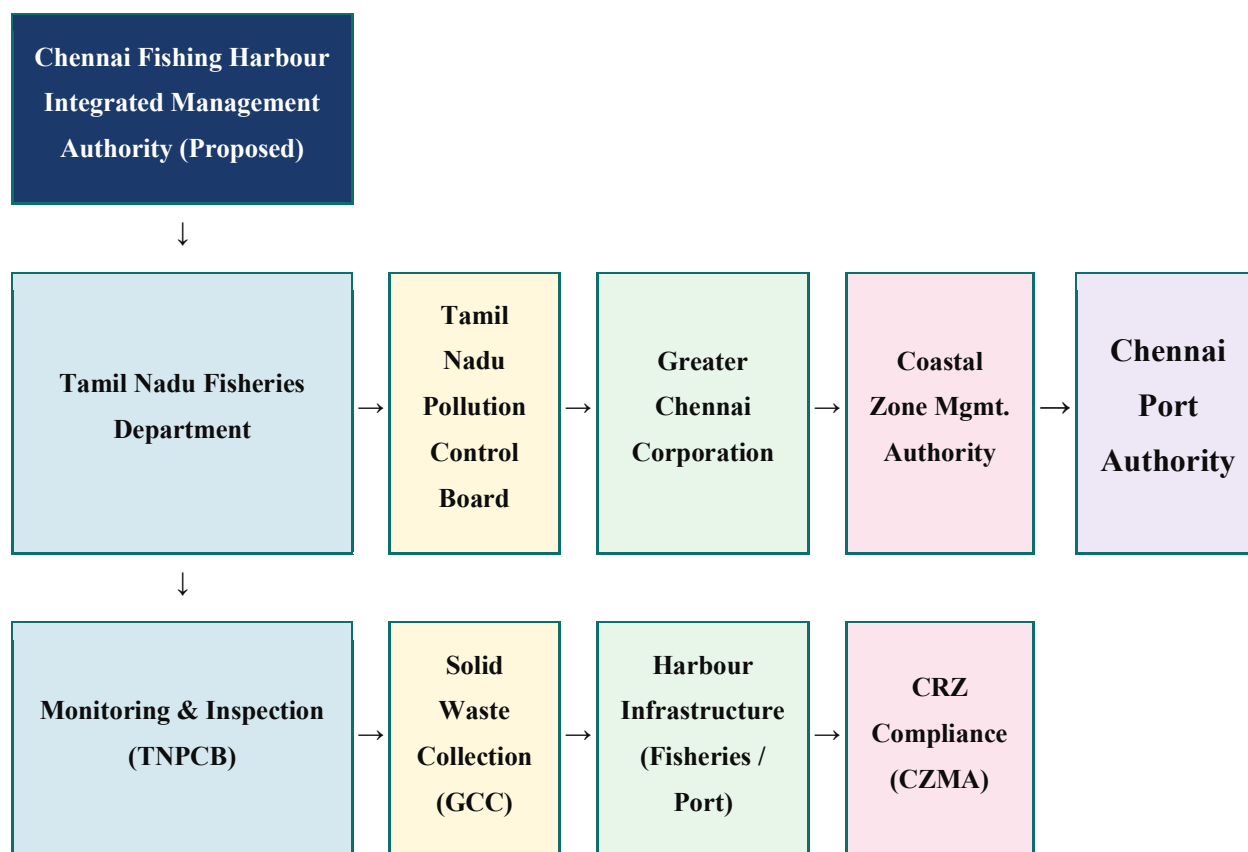 Chennai Fishing Harbour
Integrated Management
Authority (Proposed)
↓
Tamil Nadu Fisheries
Department
→
Tamil
Nadu
Pollution
Control
Board
→
Greater
Chennai
Corporation
→
Coastal
Zone Mgmt.
Authority
→
Chennai
Port
Authority
↓
Monitoring & Inspection
(TNPCB)
→
Solid
Waste
Collection
(GCC)
→
Harbour
Infrastructure
(Fisheries /
Port)
→
CRZ
Compliance
(CZMA)